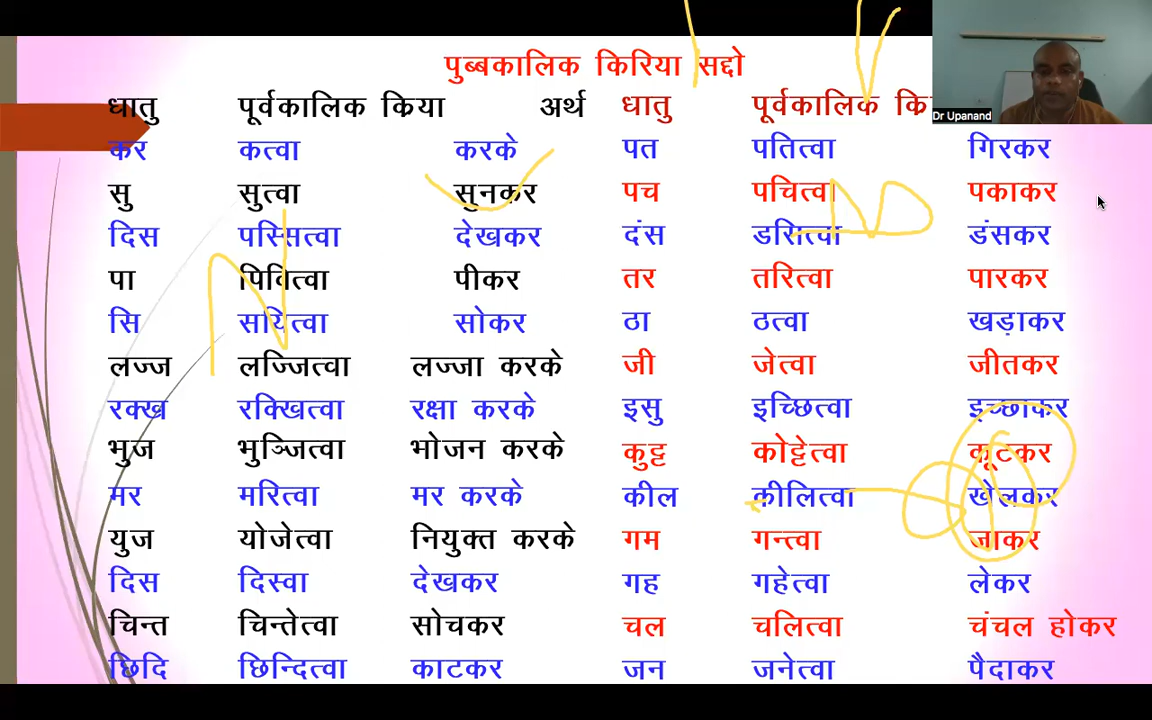 पुब्बकालिक किरिया सद्दो
धातु पूर्वकालिक क्रिया अर्थ धातु पूर्वकालिक
Dr Upanand
कर कत्वा करके पत पतित्वा गिरकर
सु सुत्वा सुनकर पच पचित्वा पकाकर
दिस पस्सित्वा देखकर दंस डसित्वा डंसकर
पा पिवित्वा पीकर तर तरित्वा पारकर
सि सयित्वा सोकर ठा ठत्वा खड़ाकर
लज्ज लज्जित्वा लज्जा करके जी जेत्वा जीतकर
रक्ख रक्खित्वा रक्षा करके इसु इच्छित्वा इच्छाकर
भुज भुञ्जित्वा भोजन करके कुट्ट कोट्टेत्वा कूटकर
मर मरित्वा मर करके कील कीलित्वा खेलकर
युज योजेत्वा नियुक्त करके गम गन्त्वा जाकर
दिस दिस्वा देखकर गह गहेत्वा लेकर
चिन्त चिन्तेत्वा सोचकर चल चलित्वा चंचल होकर
छिदि छिन्दित्वा काटकर जन जनेत्वा पैदाकर